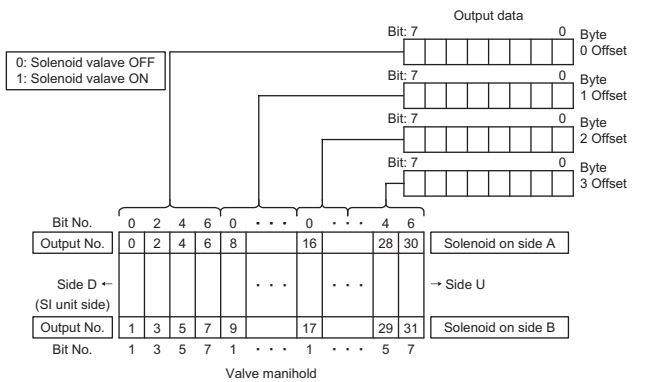 Output data
Bit: 7 0 Byte
0 Offset
0: Solenoid valave OFF
1: Solenoid valave ON
Bit: 7 0 Byte
1 Offset
Bit: 7 0 Byte
2 Offset
Bit: 7 0 Byte
3 Offset
Bit No. 0 2 4 6 0 · · · 0 · · · 4 6
Output No. 0 2 4 6 8 16 28 30 Solenoid on side A
Side D ← · · · · · · → Side U
(SI unit side)
Output No. 1 3 5 7 9 17 29 31 Solenoid on side B
Bit No. 1 3 5 7 1 · · · 1 · · · 5 7
Valve manihold